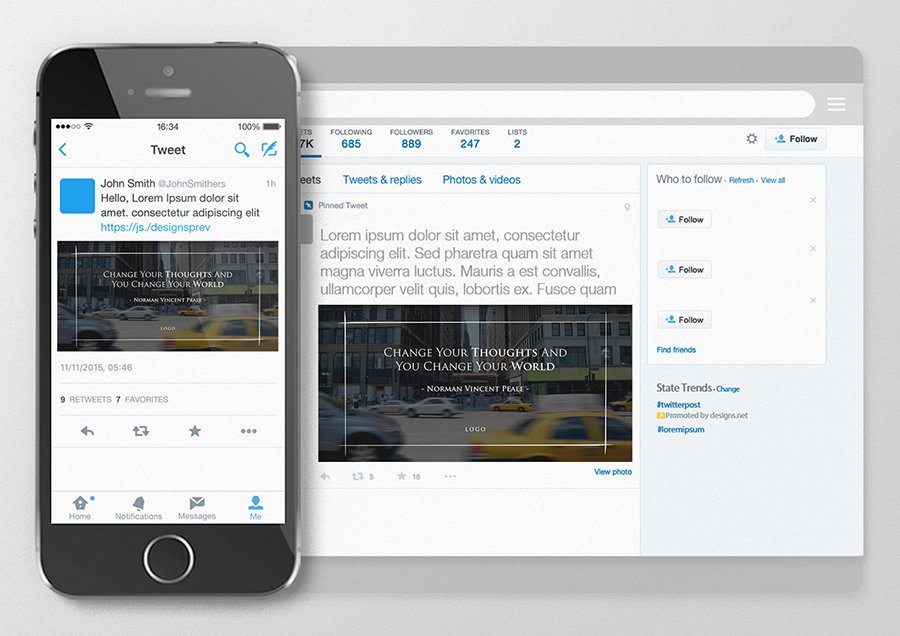 16:34
100%
Tweet
John Smith @JohnSmithers
1h
Hello, Lorem Ipsum dolor sit
amet. consectetur adipiscing elit
https://js./designsprev
CHANGE YOUR THOUGHTS AND
YOU CHANGE YOUR WORLD
- NORMAN VINCENT PEALE -
LOGO
11/11/2015, 05:46
9 RETWEETS 7 FAVORITES
Home
Notifications
Messages
Me
ETS
7K
FOLLOWING
685
FOLLOWERS
889
FAVORITES
247
LISTS
2
Follow
eets
Tweets & replies
Photos & videos
Pinned Tweet
Lorem ipsum dolor sit amet, consectetur
adipiscing elit. Sed pharetra quam sit amet
magna viverra luctus. Mauris a est convallis,
ullamcorper velit quis, lobortis ex. Fusce quam
CHANGE YOUR THOUGHTS AND
YOU CHANGE YOUR WORLD
- NORMAN VINCENT PEALE -
LOGO
5
18
View photo
Who to follow · Refresh · View all
Follow
Follow
Follow
Find friends
State Trends · Change
#twitterpost
Promoted by designs.net
#loremipsum